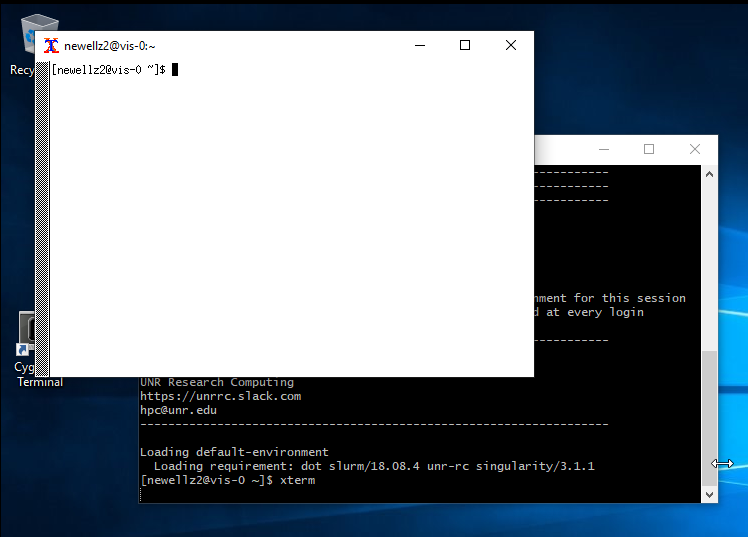 Recy
newellz2@vis-0:~
[newellz2@vis-0 ~]$
------------
------------
------------
nment for this session
d at every login
------------
Cyg
Terminal
UNR Research Computing
https://unrrc.slack.com
hpc@unr.edu
-------------------------------------------------------------------
Loading default-environment
Loading requirement: dot slurm/18.08.4 unr-rc singularity/3.1.1
[newellz2@vis-0 ~]$ xterm